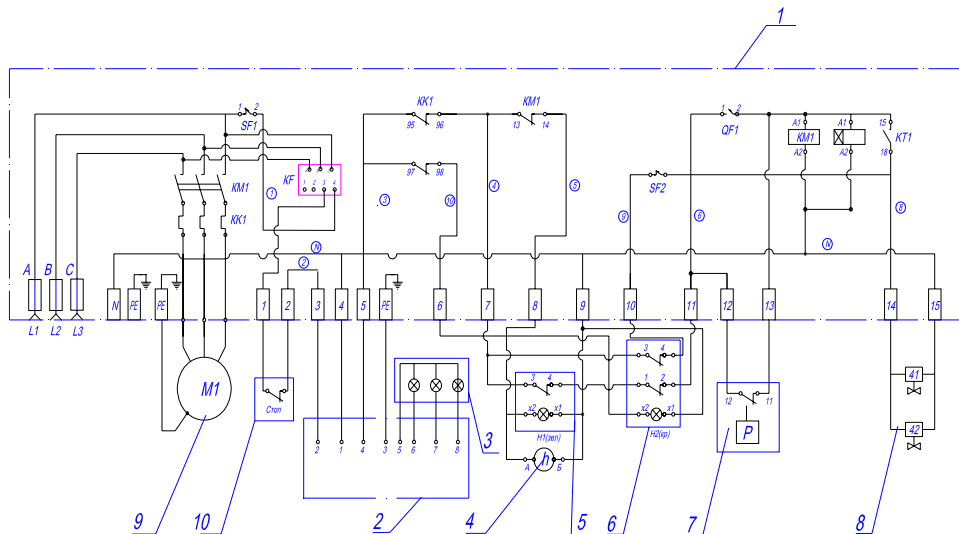 1
1 2
SF1
KK1
95 96
KM1
13 14
1 2
QF1
A1
KM1
A2
A1
A2
15
KT1
18
97 98
KF
1 2 3 4
KM1
1
3
10
4
5
SF2
9
6
8
KK1
N
2
N
A B C
L1 L2 L3
N PE PE 1 2 3 4 5 PE 6 7 8 9 10 11 12 13 14 15
M1
Стоп
3 4
1 2
x2 x1
H2(кр)
3 4
x2 x1
H1(зел)
12 11
P
41
42
2 1 4 3 5 6 7 8
A h Б
3
9 10 2 4 5 6 7 8